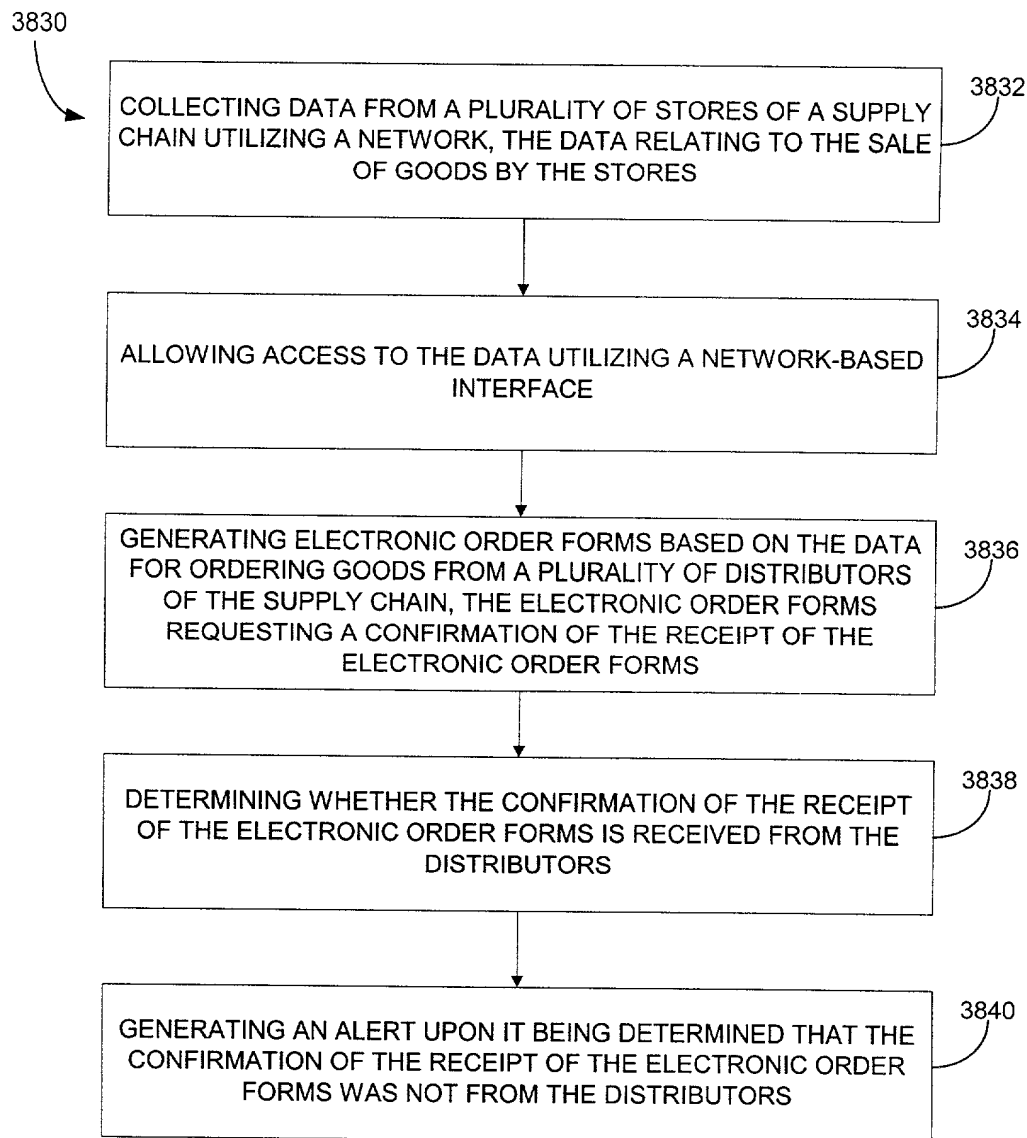 3830
COLLECTING DATA FROM A PLURALITY OF STORES OF A SUPPLY
CHAIN UTILIZING A NETWORK, THE DATA RELATING TO THE SALE
OF GOODS BY THE STORES
3832
ALLOWING ACCESS TO THE DATA UTILIZING A NETWORK-BASED
INTERFACE
3834
GENERATING ELECTRONIC ORDER FORMS BASED ON THE DATA
FOR ORDERING GOODS FROM A PLURALITY OF DISTRIBUTORS
OF THE SUPPLY CHAIN, THE ELECTRONIC ORDER FORMS
REQUESTING A CONFIRMATION OF THE RECEIPT OF THE
ELECTRONIC ORDER FORMS
3836
DETERMINING WHETHER THE CONFIRMATION OF THE RECEIPT
OF THE ELECTRONIC ORDER FORMS IS RECEIVED FROM THE
DISTRIBUTORS
3838
GENERATING AN ALERT UPON IT BEING DETERMINED THAT THE
CONFIRMATION OF THE RECEIPT OF THE ELECTRONIC ORDER
FORMS WAS NOT FROM THE DISTRIBUTORS
3840